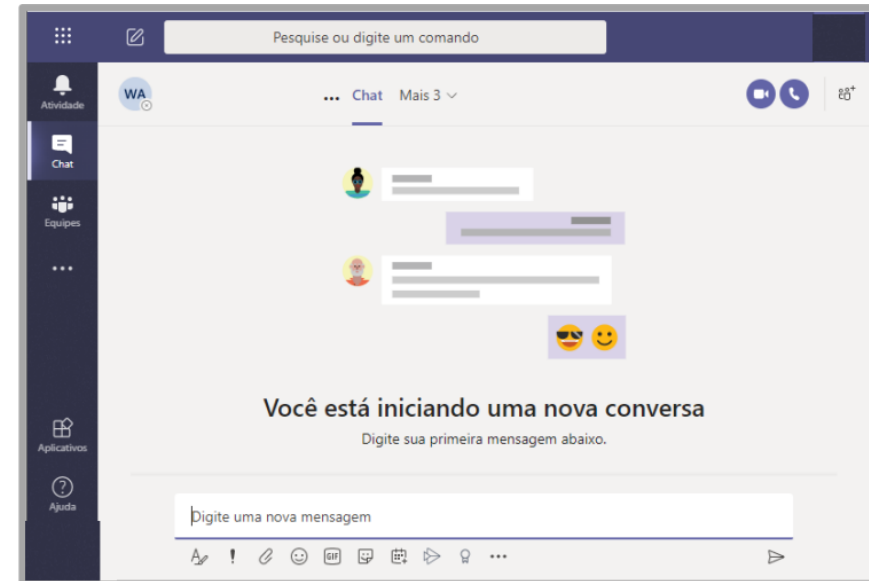 Pesquise ou digite um comando
Atividade
WA
... Chat Mais 3
Chat
Equipes
Você está iniciando uma nova conversa
Digite sua primeira mensagem abaixo.
Aplicativos
Ajuda
Digite uma nova mensagem
GIF